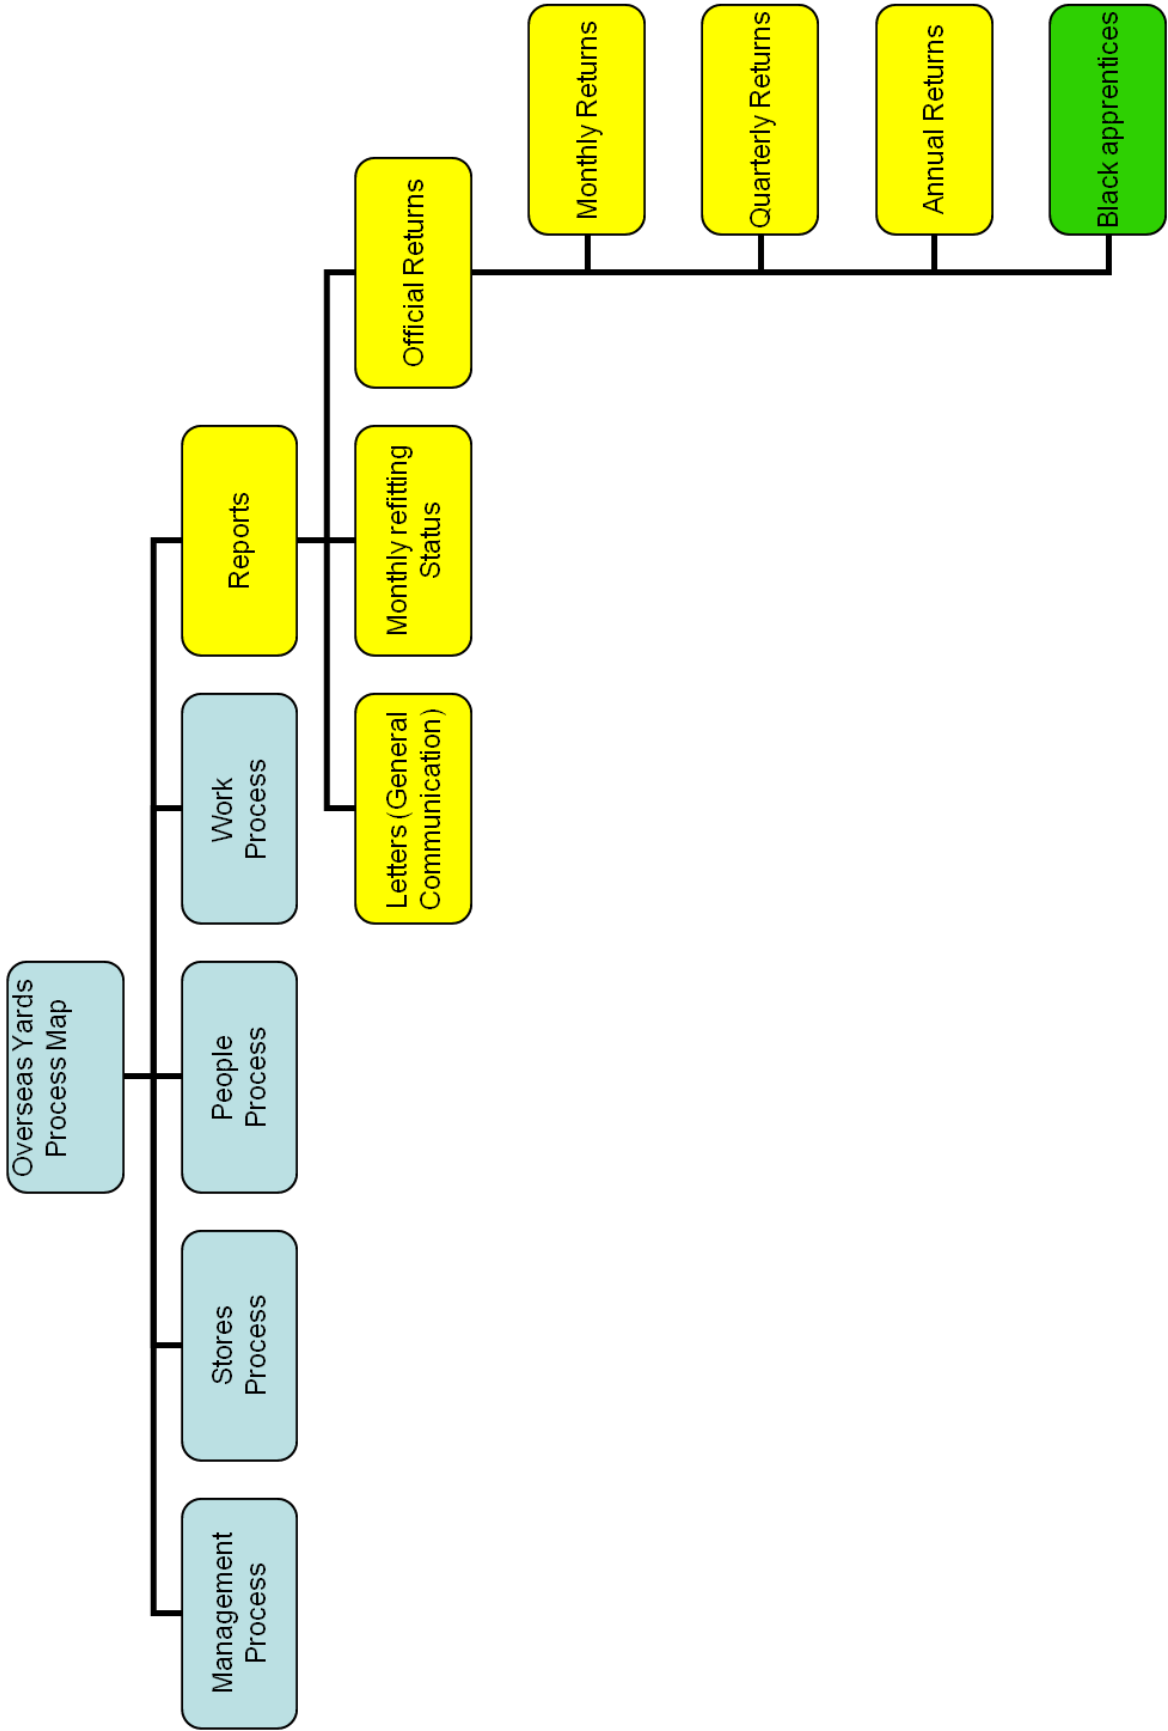 Overseas Yards
Process Map
Management
Process
Stores
Process
People
Process
Work
Process
Reports
Letters (General
Communication)
Monthly refitting
Status
Official Returns
Monthly Returns
Quarterly Returns
Annual Returns
Black apprentices